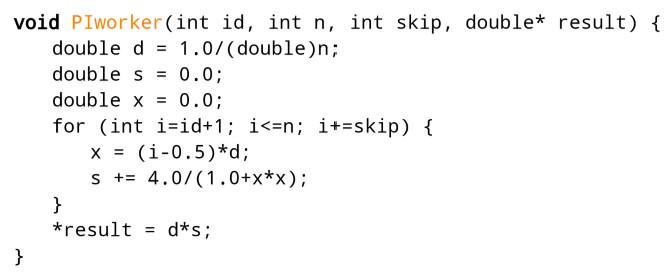 void PIworker(int id, int n, int skip, double* result) {
    double d = 1.0/(double)n;
    double s = 0.0;
    double x = 0.0;
    for (int i=id+1; i<=n; i+=skip) {
        x = (i-0.5)*d;
        s += 4.0/(1.0+x*x);
    }
    *result = d*s;
}